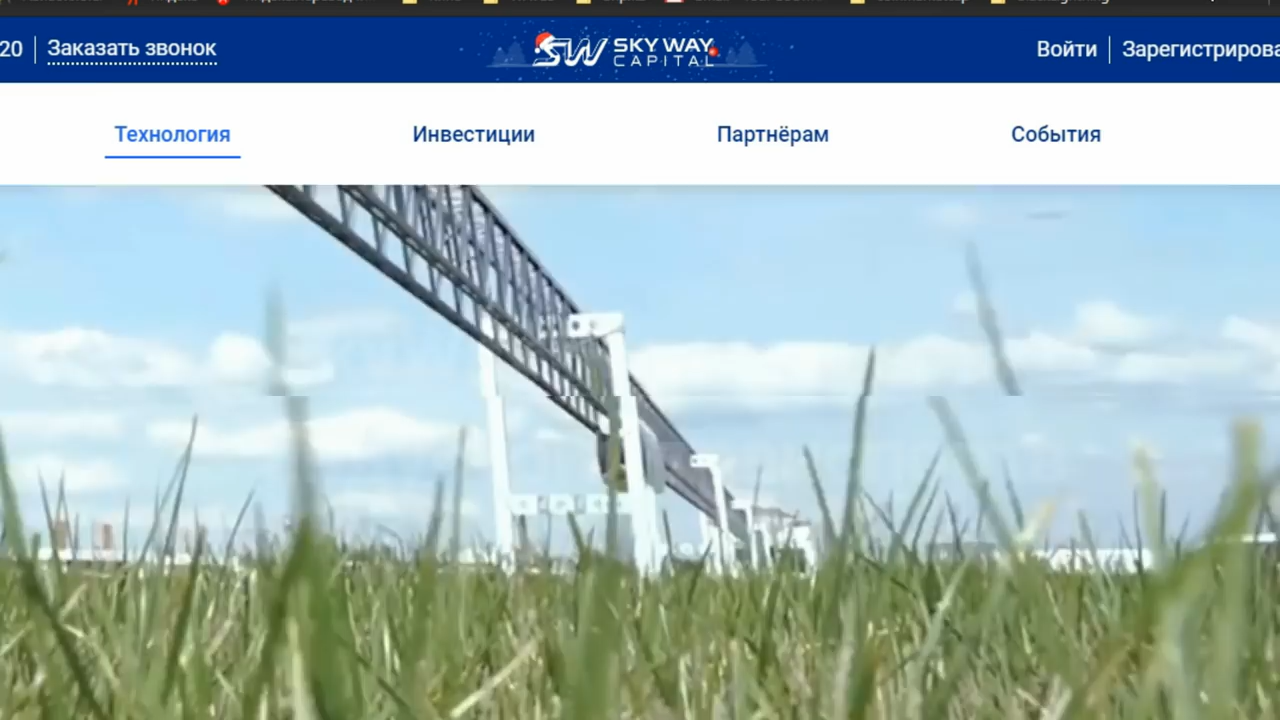 20 Заказать звонок
SW SKY WAY CAPITAL
Войти Зарегистрирова
Технология Инвестиции Партнёрам События